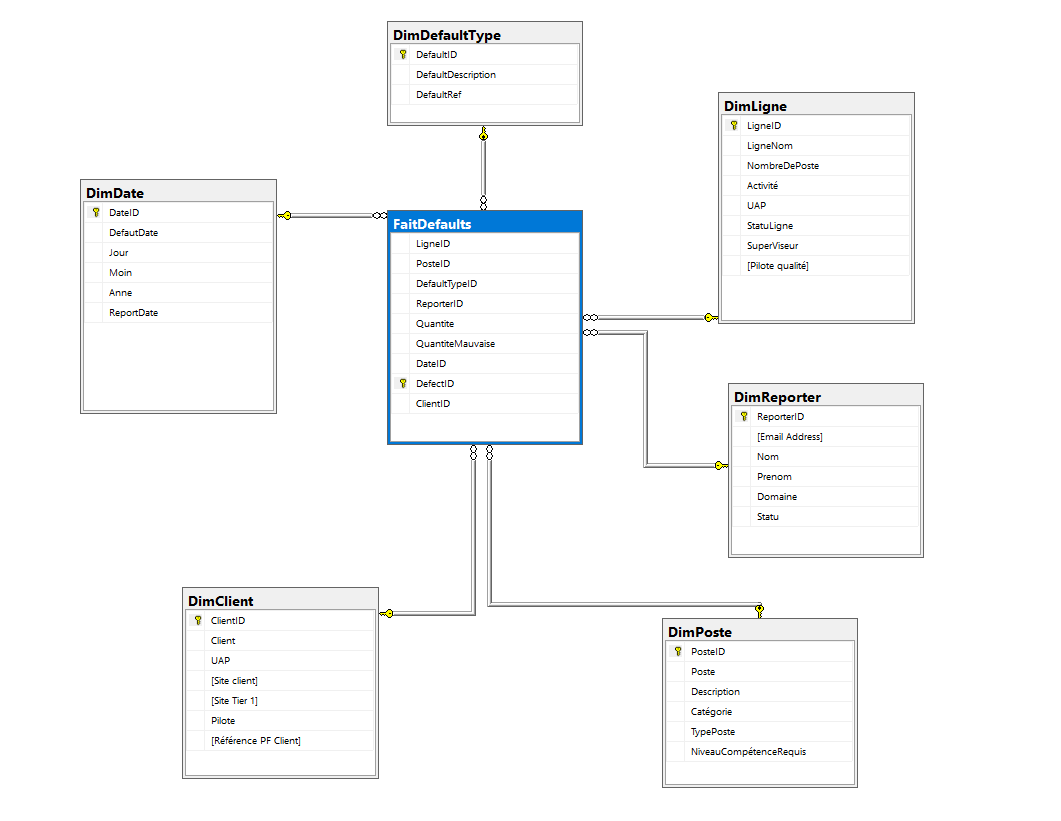 DimDefaultType
DefaultID
DefaultDescription
DefaultRef
DimLigne
LigneID
LigneNom
NombreDePoste
Activité
UAP
StatuLigne
SuperViseur
[Pilote qualité]
DimDate
DateID
DefautDate
Jour
Moin
Anne
ReportDate
FaitDefaults
LigneID
PosteID
DefaultTypeID
ReporterID
Quantite
QuantiteMauvaise
DateID
DefectID
ClientID
DimReporter
ReporterID
[Email Address]
Nom
Prenom
Domaine
Statu
DimClient
ClientID
Client
UAP
[Site client]
[Site Tier 1]
Pilote
[Référence PF Client]
DimPoste
PosteID
Poste
Description
Catégorie
TypePoste
NiveauCompétenceRequis